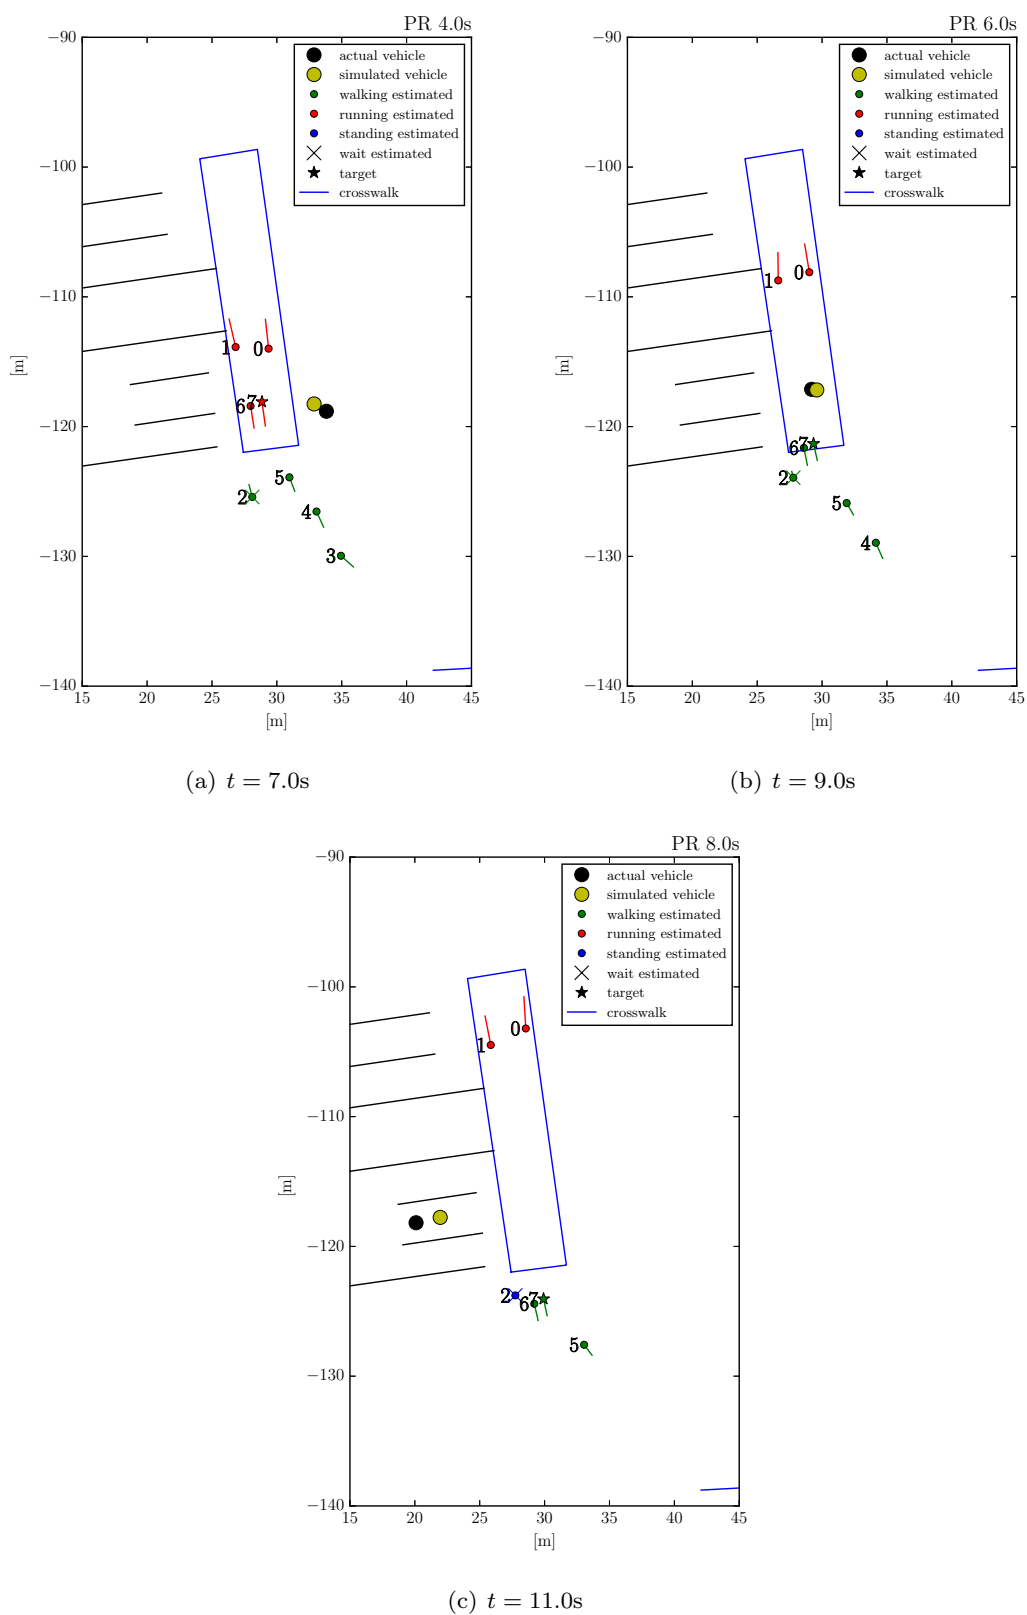 PR 4.0s
−90
−100
−110
−120
−130
−140
[m]
15 20 25 30 35 40 45
[m]
actual vehicle
simulated vehicle
walking estimated
running estimated
standing estimated
wait estimated
target
crosswalk
1 0
6 7
5
2
4
3
(a) t = 7.0s
PR 6.0s
−90
−100
−110
−120
−130
−140
[m]
15 20 25 30 35 40 45
[m]
actual vehicle
simulated vehicle
walking estimated
running estimated
standing estimated
wait estimated
target
crosswalk
0
1
6 7
2
5
4
(b) t = 9.0s
PR 8.0s
−90
−100
−110
−120
−130
−140
[m]
15 20 25 30 35 40 45
[m]
actual vehicle
simulated vehicle
walking estimated
running estimated
standing estimated
wait estimated
target
crosswalk
0
1
2 6 7
5
(c) t = 11.0s